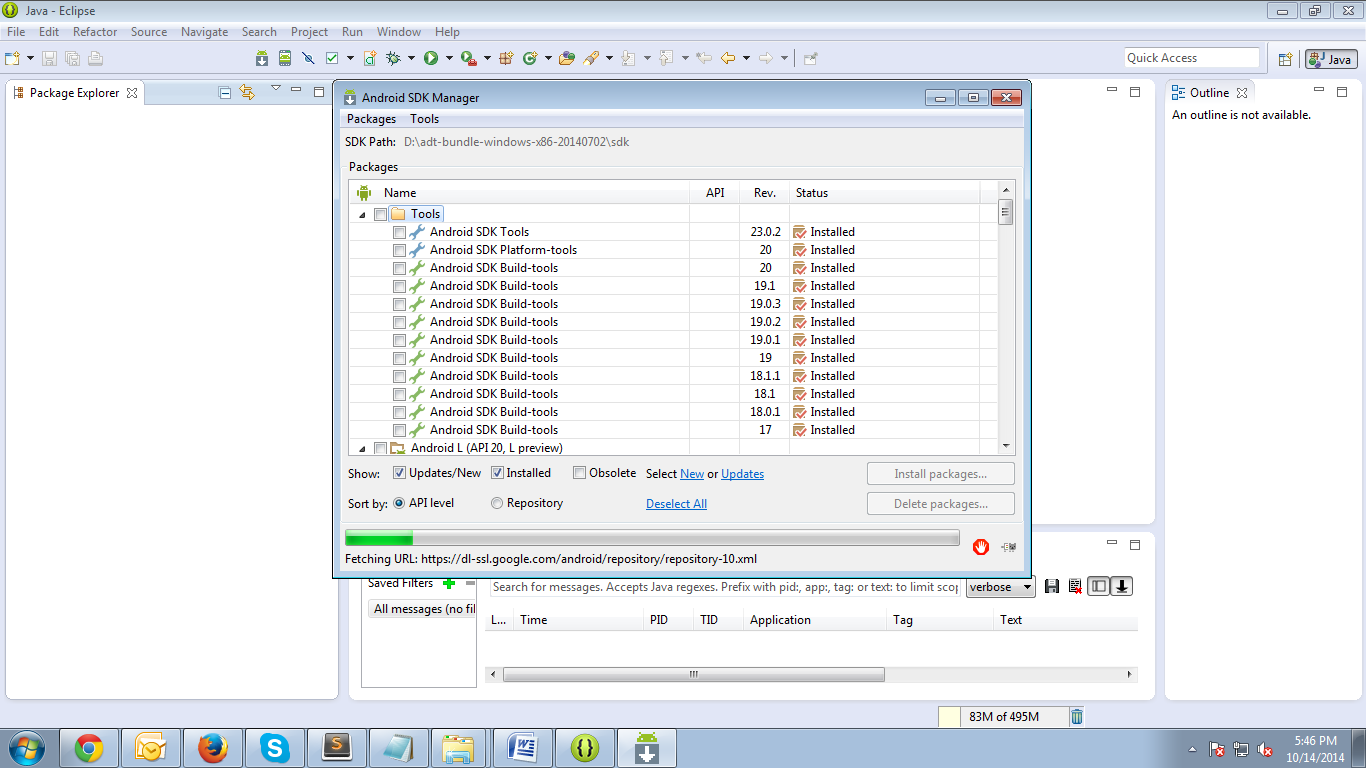 Java - Eclipse
File Edit Refactor Source Navigate Search Project Run Window Help
Quick Access
Java
Package Explorer
Outline
An outline is not available.
Android SDK Manager
Packages Tools
SDK Path: D:\adt-bundle-windows-x86-20140702\sdk
Packages
Name API Rev. Status
Tools
Android SDK Tools 23.0.2 Installed
Android SDK Platform-tools 20 Installed
Android SDK Build-tools 20 Installed
Android SDK Build-tools 19.1 Installed
Android SDK Build-tools 19.0.3 Installed
Android SDK Build-tools 19.0.2 Installed
Android SDK Build-tools 19.0.1 Installed
Android SDK Build-tools 19 Installed
Android SDK Build-tools 18.1.1 Installed
Android SDK Build-tools 18.1 Installed
Android SDK Build-tools 18.0.1 Installed
Android SDK Build-tools 17 Installed
Android L (API 20, L preview)
Show: Updates/New Installed Obsolete Select New or Updates Install packages...
Sort by: API level Repository Deselect All Delete packages...
Fetching URL: https://dl-ssl.google.com/android/repository/repository-10.xml
Saved Filters
Search for messages. Accepts Java regexes. Prefix with pid:, app:, tag: or text: to limit scop verbose
All messages (no fil
L... Time PID TID Application Tag Text
83M of 495M
5:46 PM
10/14/2014